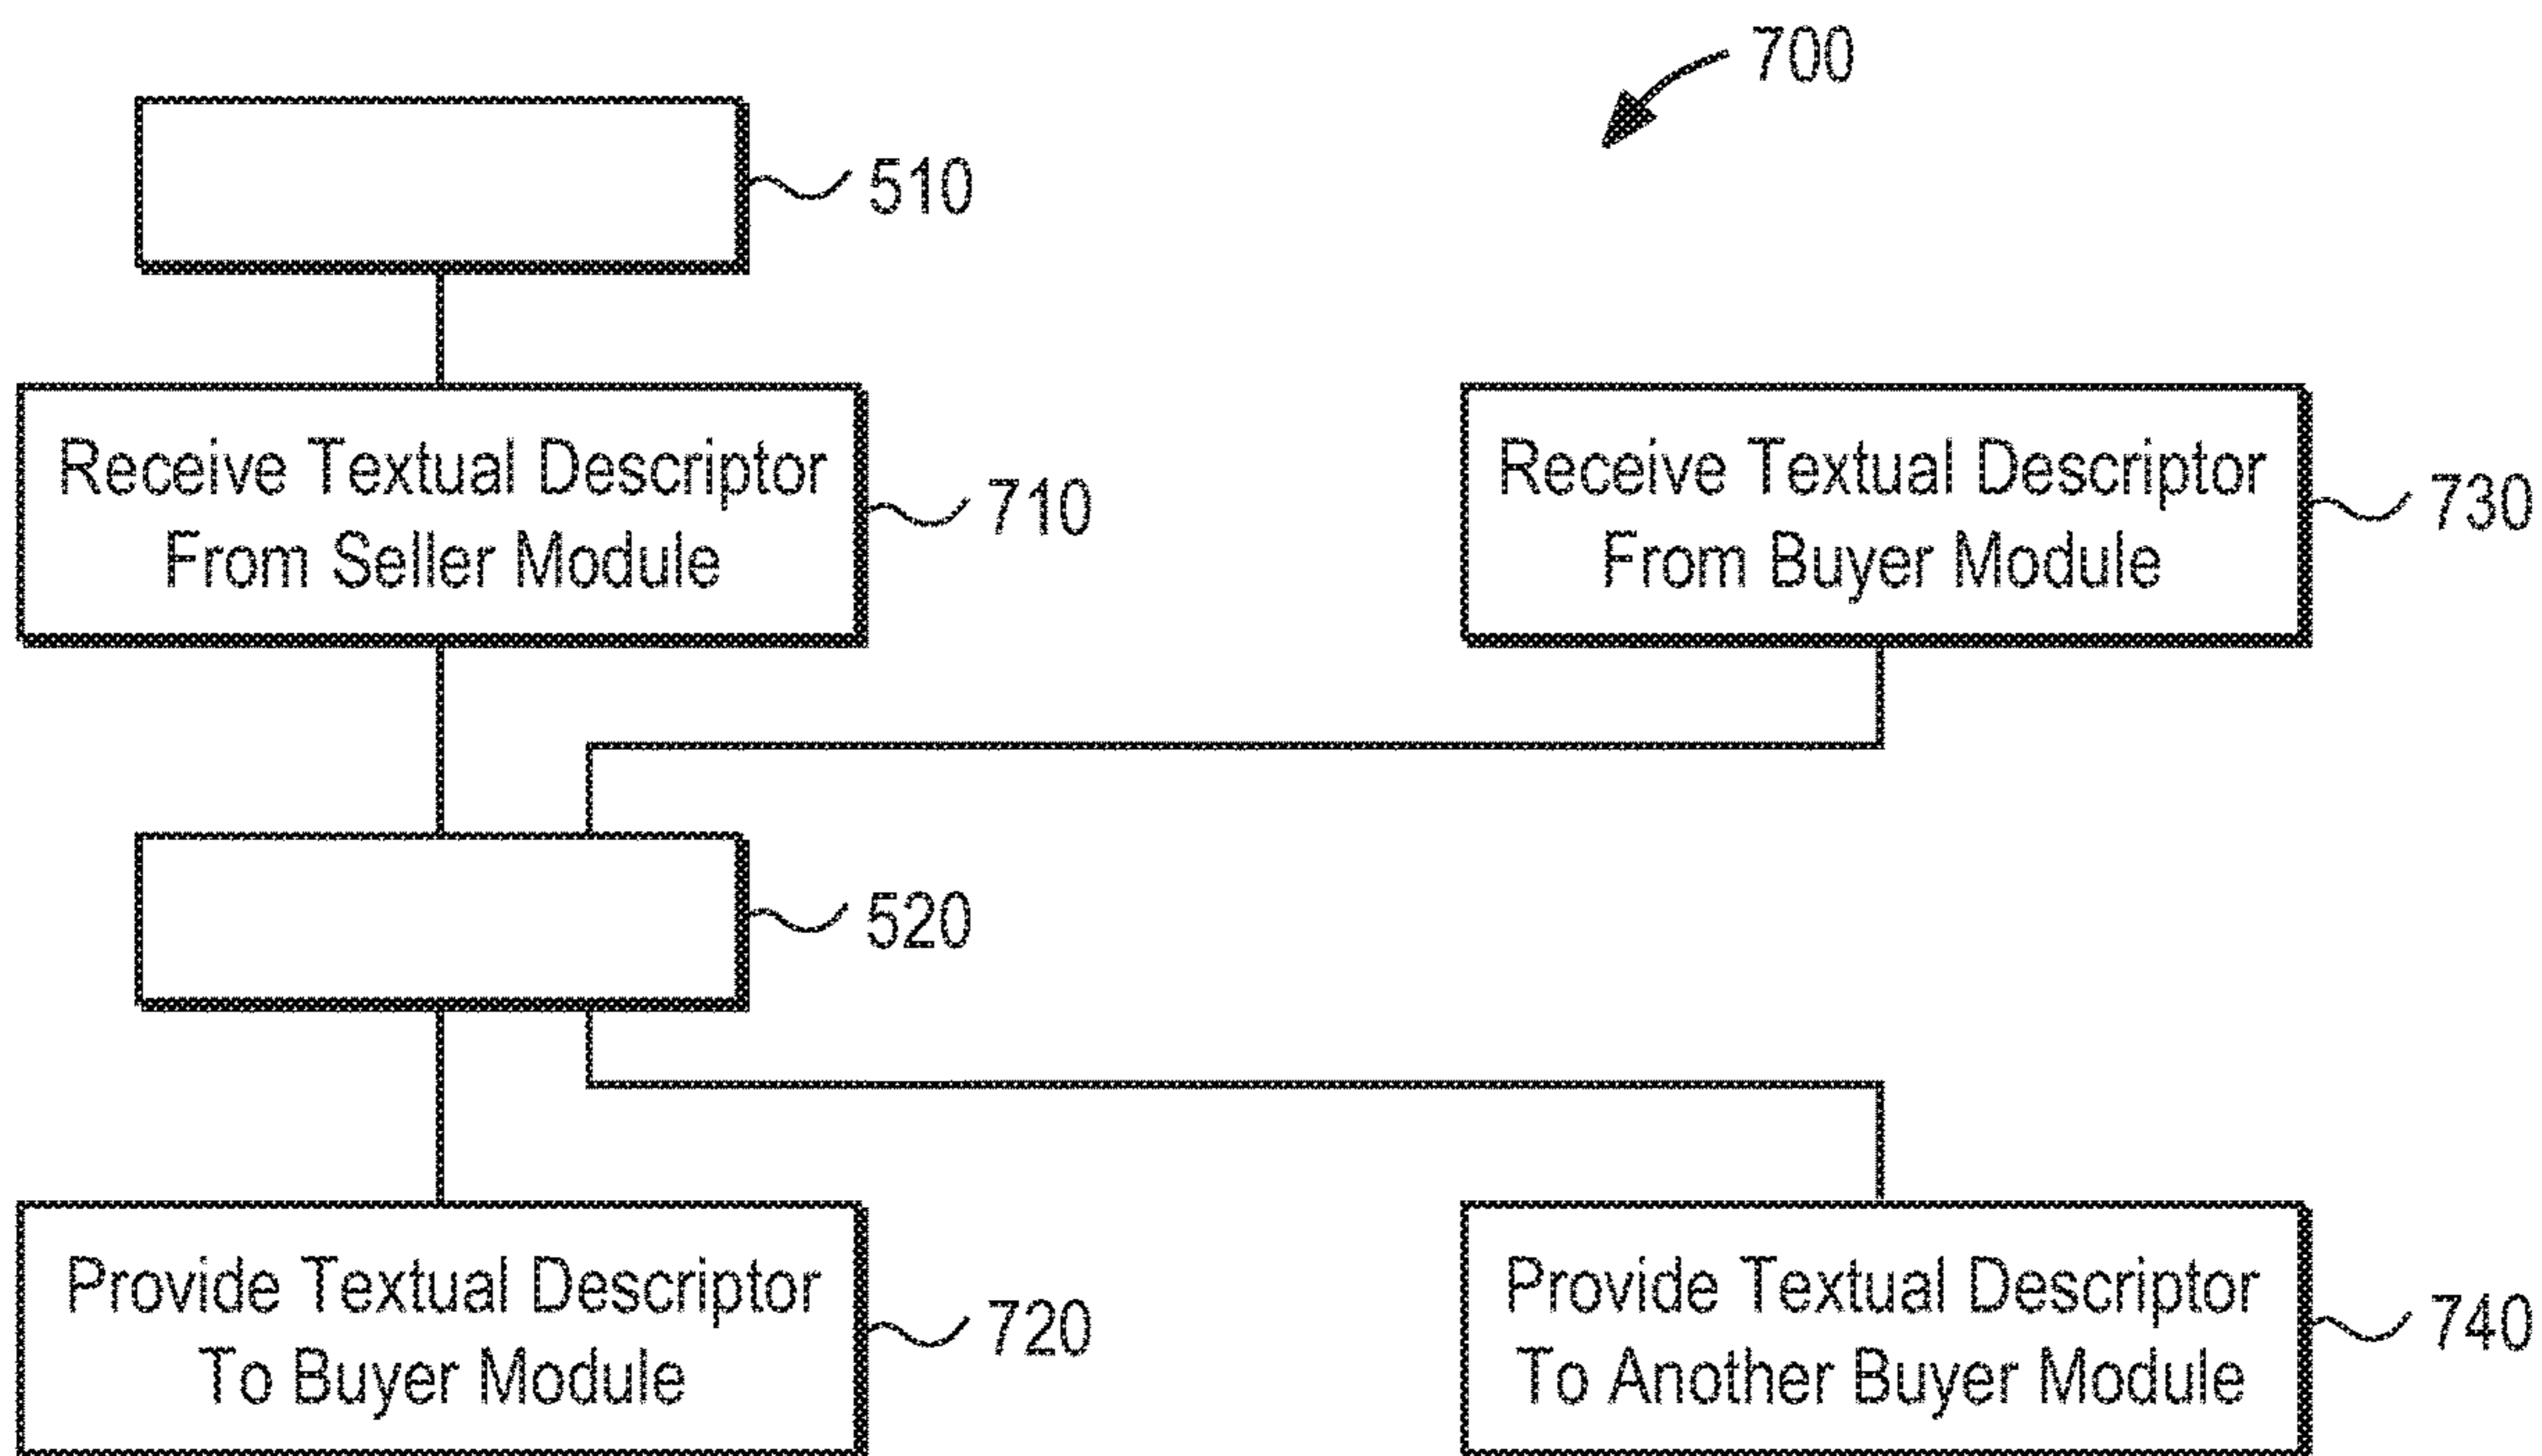 700
510
Receive Textual Descriptor
From Seller Module
710
Receive Textual Descriptor
From Buyer Module
730
520
Provide Textual Descriptor
To Buyer Module
720
Provide Textual Descriptor
To Another Buyer Module
740